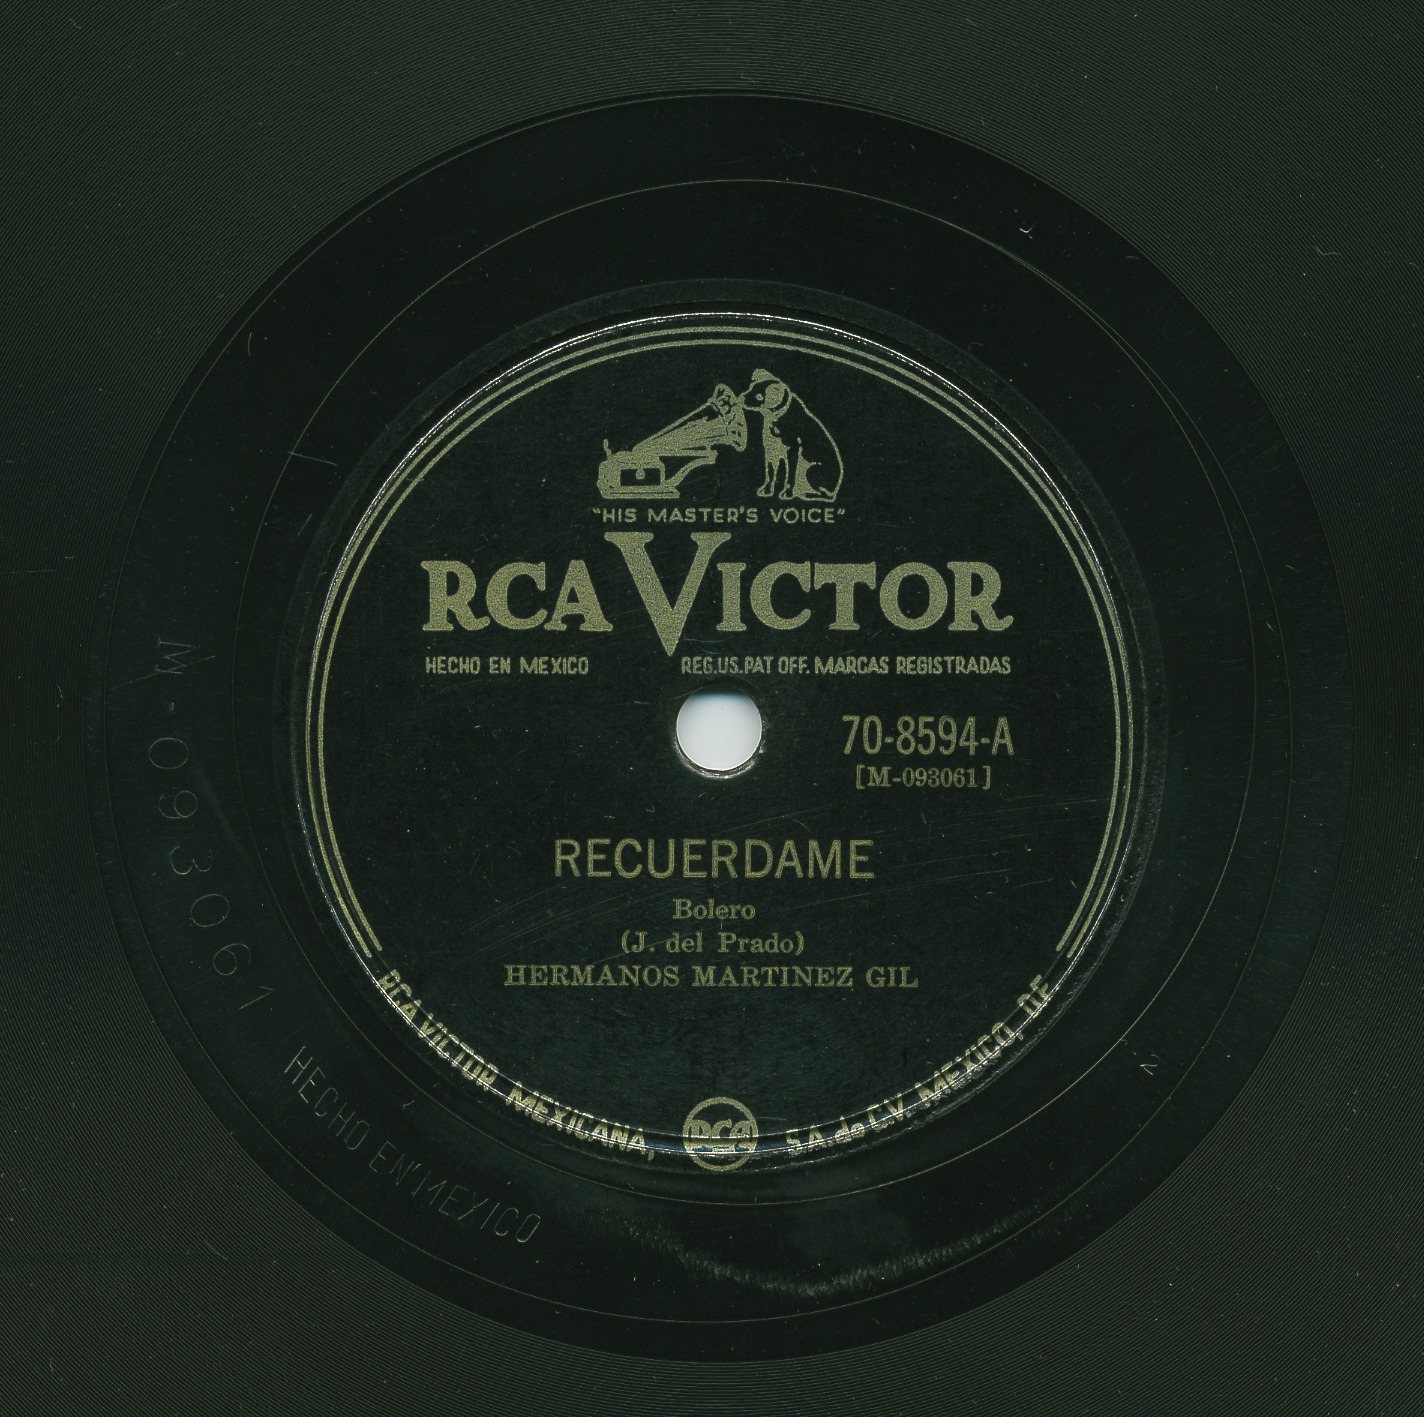 "HIS MASTER'S VOICE"
RCA VICTOR
HECHO EN MEXICO REG.US.PAT OFF. MARCAS REGISTRADAS
70-8594-A
[M-093061]
RECUERDAME
Bolero
(J. del Prado)
HERMANOS MARTINEZ GIL
RCA VICTOR MEXICANA, RCA S.A. de C.V. MEXICO, D.F.
M-093061 HECHO EN MEXICO
2